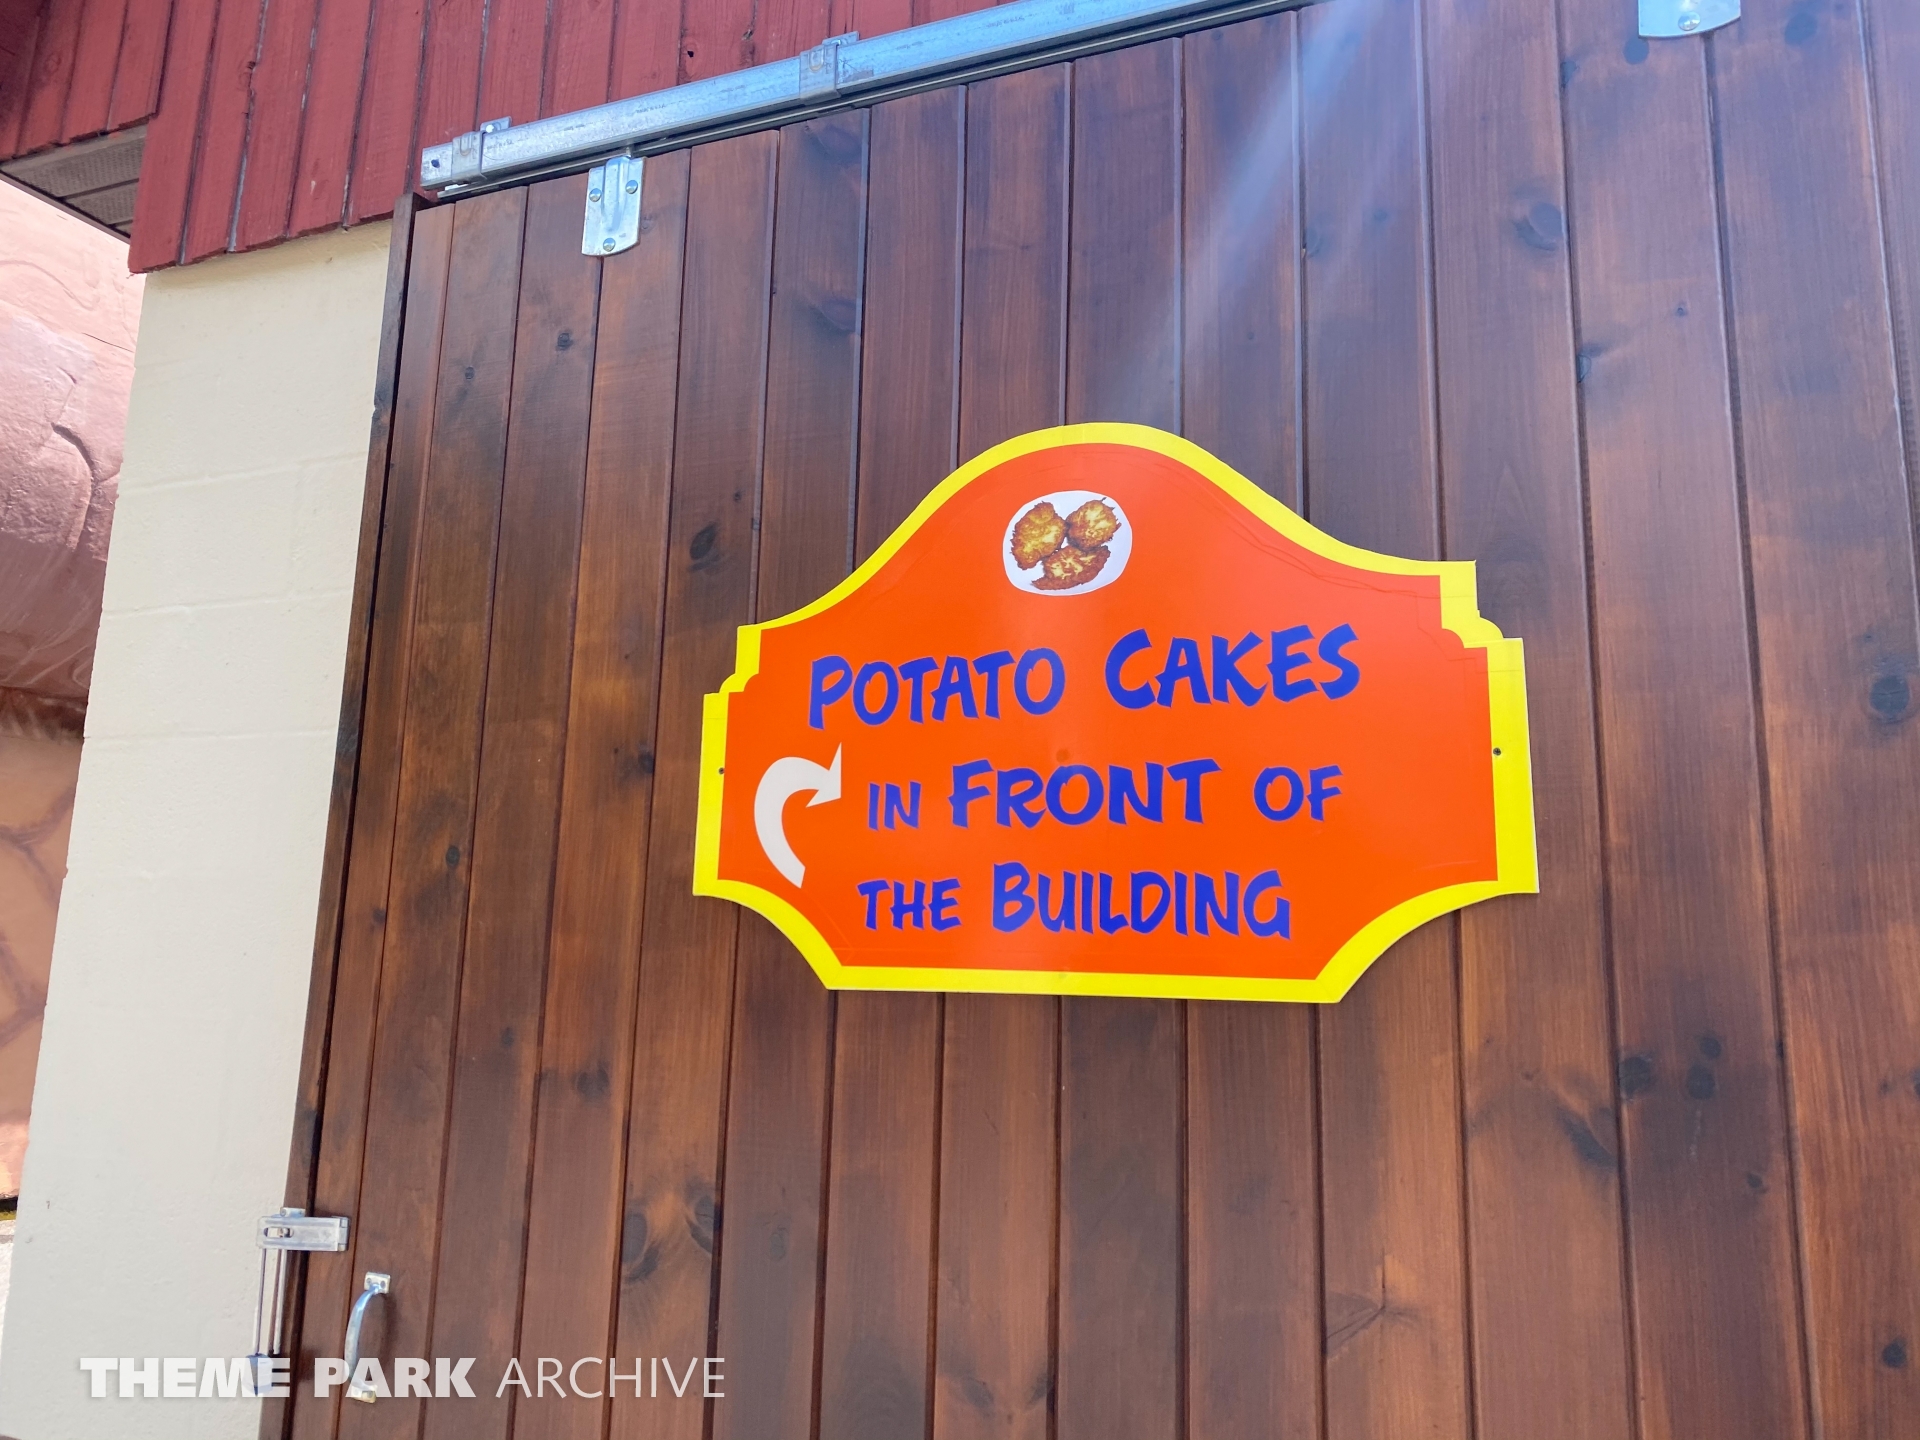 Potato Cakes
in Front of
the Building
THEME PARK ARCHIVE